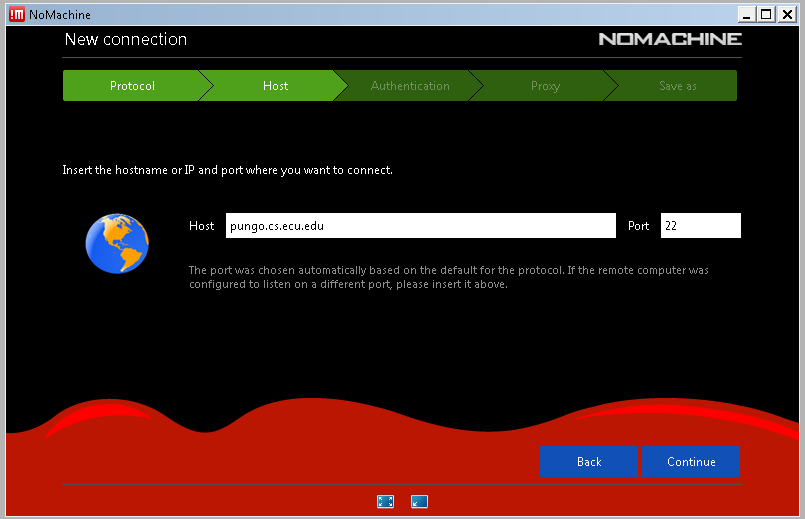 !M NoMachine
New connection
NOMACHINE
Protocol
Host
Authentication
Proxy
Save as
Insert the hostname or IP and port where you want to connect.
Host pungo.cs.ecu.edu Port 22
The port was chosen automatically based on the default for the protocol. If the remote computer was
configured to listen on a different port, please insert it above.
Back
Continue